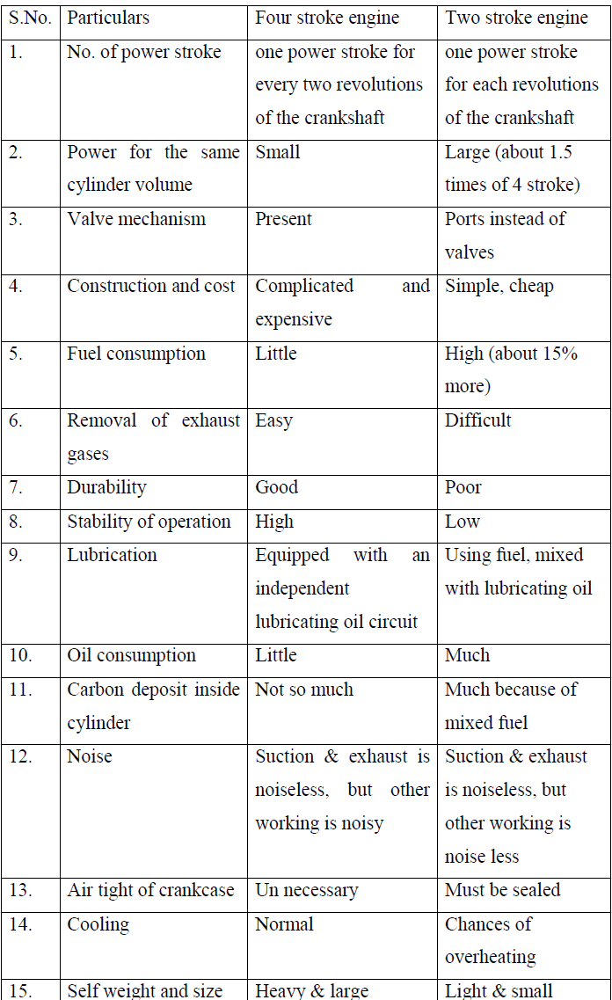 S.No. Particulars Four stroke engine Two stroke engine
1. No. of power stroke one power stroke for one power stroke
every two revolutions for each revolutions
of the crankshaft of the crankshaft
2. Power for the same Small Large (about 1.5
cylinder volume times of 4 stroke)
3. Valve mechanism Present Ports instead of
valves
4. Construction and cost Complicated and Simple, cheap
expensive
5. Fuel consumption Little High (about 15%
more)
6. Removal of exhaust Easy Difficult
gases
7. Durability Good Poor
8. Stability of operation High Low
9. Lubrication Equipped with an Using fuel, mixed
independent with lubricating oil
lubricating oil circuit
10. Oil consumption Little Much
11. Carbon deposit inside Not so much Much because of
cylinder mixed fuel
12. Noise Suction & exhaust is Suction & exhaust
noiseless, but other is noiseless, but
working is noisy other working is
noise less
13. Air tight of crankcase Un necessary Must be sealed
14. Cooling Normal Chances of
overheating
15. Self weight and size Heavy & large Light & small